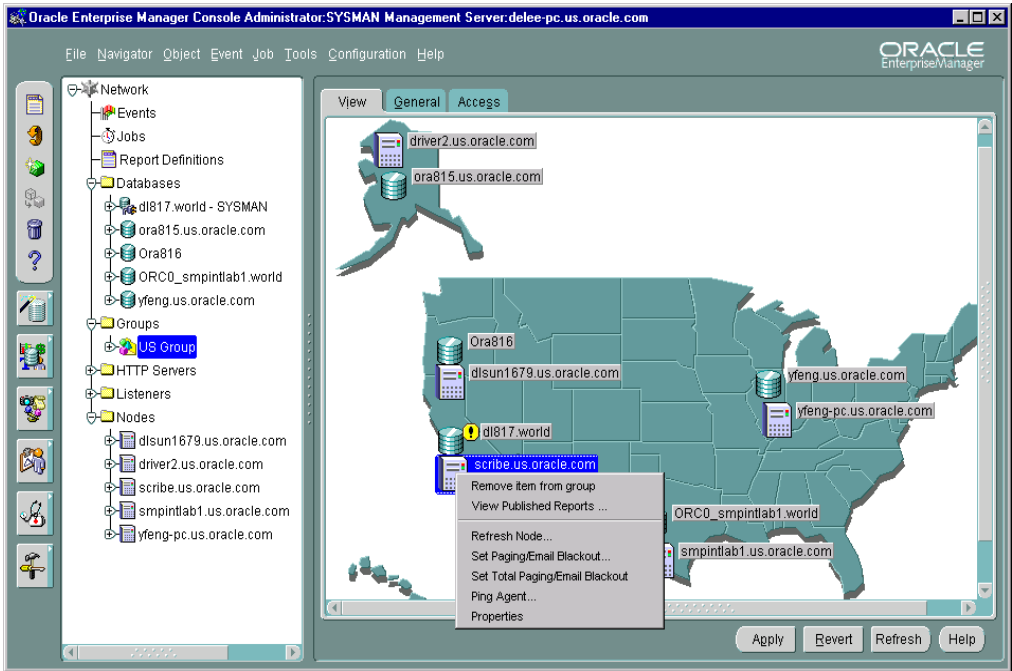 Oracle Enterprise Manager Console Administrator:SYSMAN Management Server:delee-pc.us.oracle.com
File Navigator Object Event Job Tools Configuration Help
ORACLE
EnterpriseManager
Network
Events
Jobs
Report Definitions
Databases
dl817.world - SYSMAN
ora815.us.oracle.com
Ora816
ORC0_smpintlab1.world
yfeng.us.oracle.com
Groups
US Group
HTTP Servers
Listeners
Nodes
dlsun1679.us.oracle.com
driver2.us.oracle.com
scribe.us.oracle.com
smpintlab1.us.oracle.com
yfeng-pc.us.oracle.com
View General Access
driver2.us.oracle.com
ora815.us.oracle.com
Ora816
dlsun1679.us.oracle.com
yfeng.us.oracle.com
yfeng-pc.us.oracle.com
dl817.world
scribe.us.oracle.com
Remove item from group
View Published Reports ...
Refresh Node...
Set Paging/Email Blackout...
Set Total Paging/Email Blackout
Ping Agent...
Properties
ORC0_smpintlab1.world
smpintlab1.us.oracle.com
Apply Revert Refresh Help